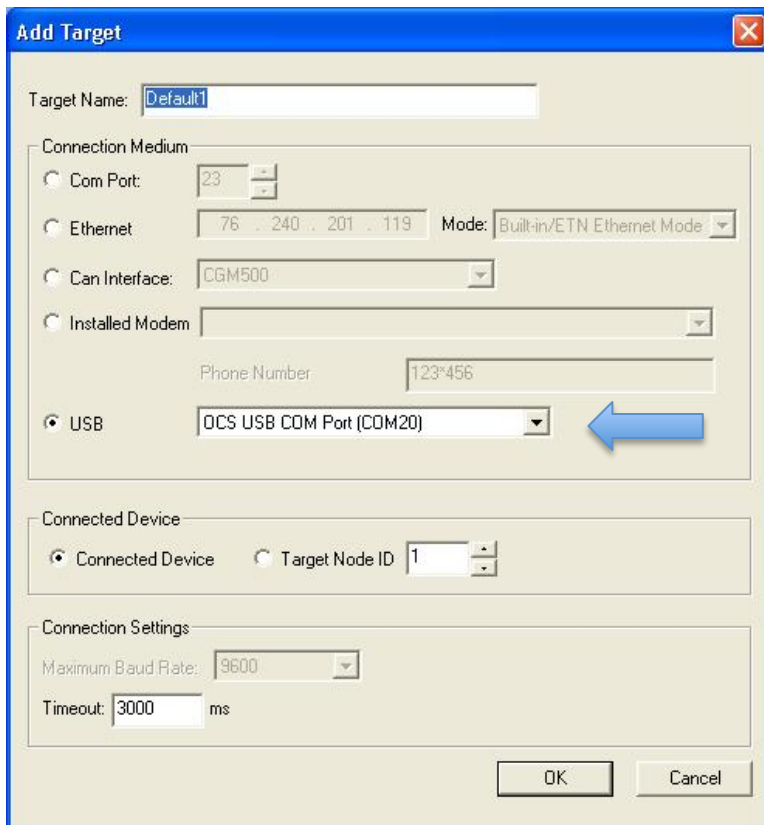 Add Target
Target Name: Default1
Connection Medium
Com Port: 23
Ethernet 76 . 240 . 201 . 119 Mode: Built-in/ETN Ethernet Mode
Can Interface: CGM500
Installed Modem
Phone Number 123*456
USB OCS USB COM Port (COM20)
Connected Device
Connected Device Target Node ID 1
Connection Settings
Maximum Baud Rate: 9600
Timeout: 3000 ms
OK Cancel